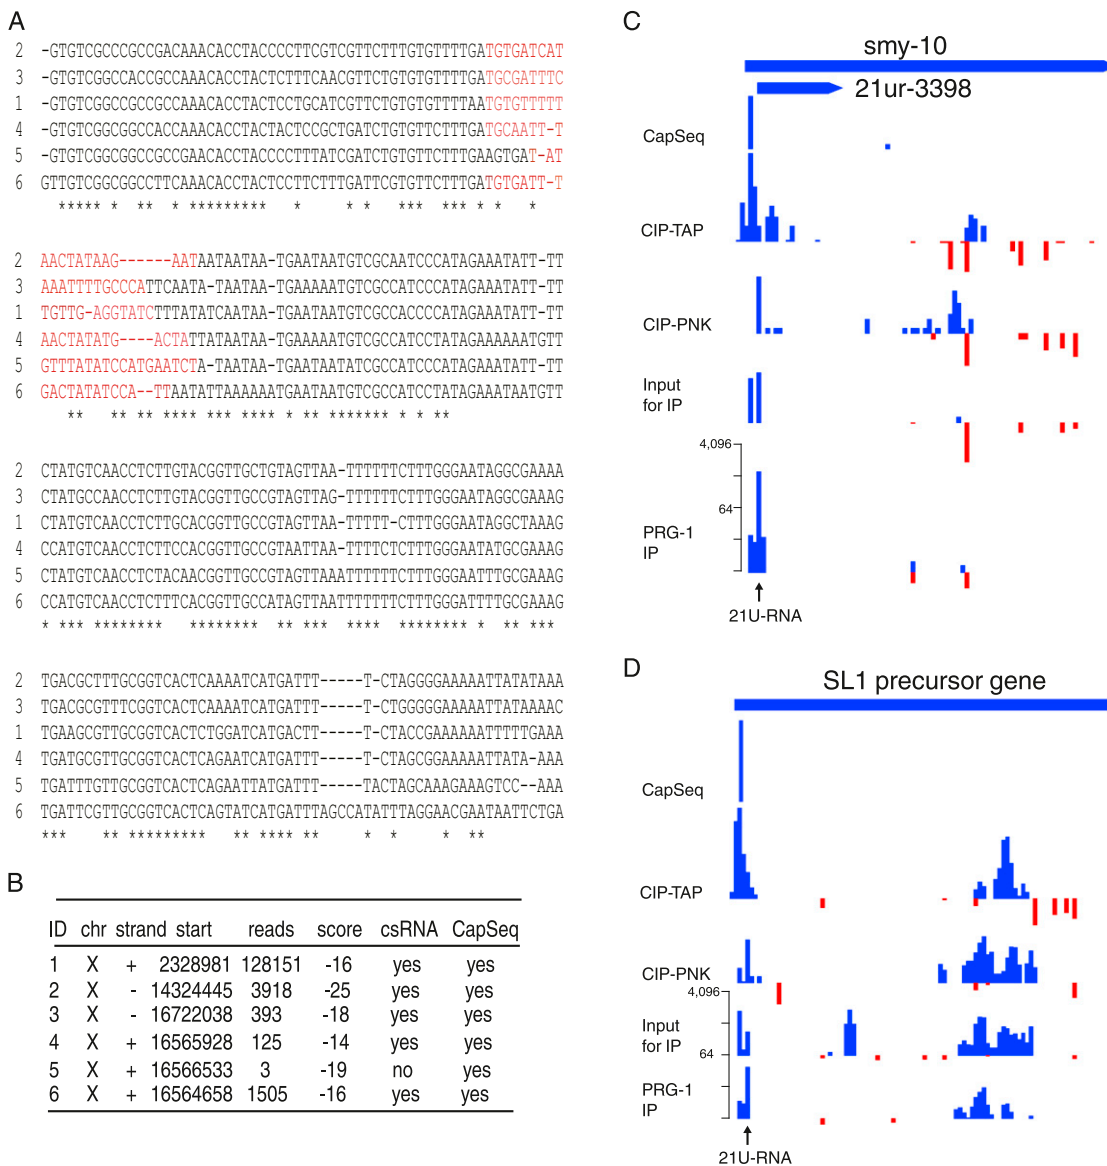 A
2 -GTGTCGCCCGCCGACAAACACCTACCCCTTCGTCGTTCTTTGTGTTTTGATGTGATCAT
3 -GTGTCGGCCACCGCCAAACACCTACTCTTTCAACGTTCTGTGTGTTTTGATGCGATTTC
1 -GTGTCGGCCGCCGCCAAACACCTACTCCTGCATCGTTCTGTGTGTTTTAATGTGTTTTT
4 -GTGTCGGCGGCCACCAAACACCTACTACTCCGCTGATCTGTGTTCTTTGATGCAATT-T
5 -GTGTCGGCGGCCGCCGAACACCTACCCCTTTATCGATCTGTGTTCTTTGAAGTGAT-AT
6 GTTGTCGGCGGCCTTCAAACACCTACTCCTTCTTTGATTCGTGTTCTTTGATGTGATT-T
***** * ** * ********* * * * *** *** * * *
2 AACTATAAG------AATAATAATAA-TGAATAATGTCGCAATCCCATAGAAATATT-TT
3 AAATTTTGCCCATTCAATA-TAATAA-TGAAAAATGTCGCCATCCCATAGAAATATT-TT
1 TGTTG-AGGTATCTTTATATCAATAA-TGAATAATGTCGCCACCCCATAGAAATATT-TT
4 AACTATATG----ACTATTATAATAA-TGAAAAATGTCGCCATCCTATAGAAAAAATGTT
5 GTTTATATCCATGAATCTA-TAATAA-TGAATAATATCGCCATCCCATAGAAATATT-TT
6 GACTATATCCA--TTAATATTAAAAAATGAATAATGTCGCCATCCTATAGAAATAATGTT
** ** ** **** *** **** * ** ******* * ** **
2 CTATGTCAACCTCTTGTACGGTTGCTGTAGTTAA-TTTTTTCTTTGGGAATAGGCGAAAA
3 CTATGCCAACCTCTTGTACGGTTGCCGTAGTTAG-TTTTTTCTTTGGGAATAGGCGAAAG
1 CTATGTCAACCTCTTGCACGGTTGCCGTAGTTAA-TTTTT-CTTTGGGAATAGGCTAAAG
4 CCATGTCAACCTCTTCCACGGTTGCCGTAATTAA-TTTTCTCTTTGGGAATATGCGAAAG
5 CTATGTCAACCTCTACAACGGTTGCCGTAGTTAAATTTTTTCTTTGGGAATTTGCGAAAG
6 CCATGTCAACCTCTTTCACGGTTGCCATAGTTAATTTTTTTCTTTGGGATTTTGCGAAAG
* *** ******** ******** ** *** **** ******** * ** ***
2 TGACGCTTTGCGGTCACTCAAAATCATGATTT-----T-CTAGGGGAAAAATTATATAAA
3 TGACGCGTTTCGGTCACTCAAAATCATGATTT-----T-CTGGGGGAAAAATTATAAAAC
1 TGAAGCGTTGCGGTCACTCTGGATCATGACTT-----T-CTACCGAAAAAATTTTTGAAA
4 TGATGCGTTGCGGTCACTCAGAATCATGATTT-----T-CTAGCGGAAAAATTATA-AAA
5 TGATTTGTTGCGGTCACTCAGAATTATGATTT-----TACTAGCAAAGAAAGTCC--AAA
6 TGATTCGTTGCGGTCACTCAGTATCATGATTTAGCCATATTTAGGAACGAATAATTCTGA
*** ** ********* ** **** ** * * * **
B
ID chr strand start reads score csRNA CapSeq
1 X + 2328981 128151 -16 yes yes
2 X - 14324445 3918 -25 yes yes
3 X - 16722038 393 -18 yes yes
4 X + 16565928 125 -14 yes yes
5 X + 16566533 3 -19 no yes
6 X + 16564658 1505 -16 yes yes
C
smy-10
21ur-3398
CapSeq
CIP-TAP
CIP-PNK
Input
for IP
4,096
64
PRG-1
IP
21U-RNA
D
SL1 precursor gene
CapSeq
CIP-TAP
CIP-PNK
4,096
Input
for IP
64
PRG-1
IP
21U-RNA